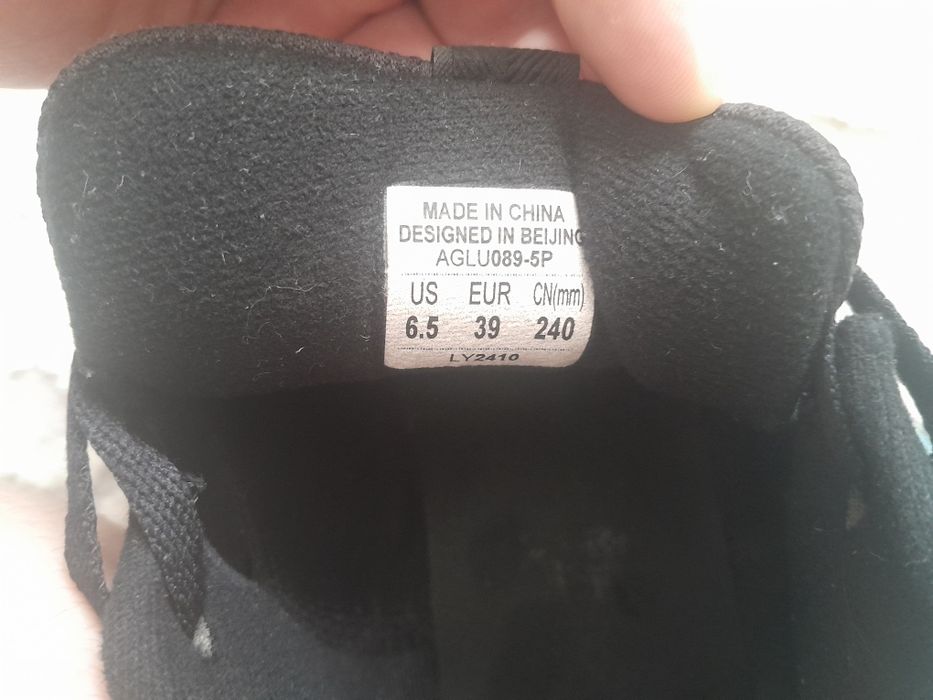 MADE IN CHINA
DESIGNED IN BEIJING
AGLU089-5P
US EUR CN(mm)
6.5 39 240
LY2410